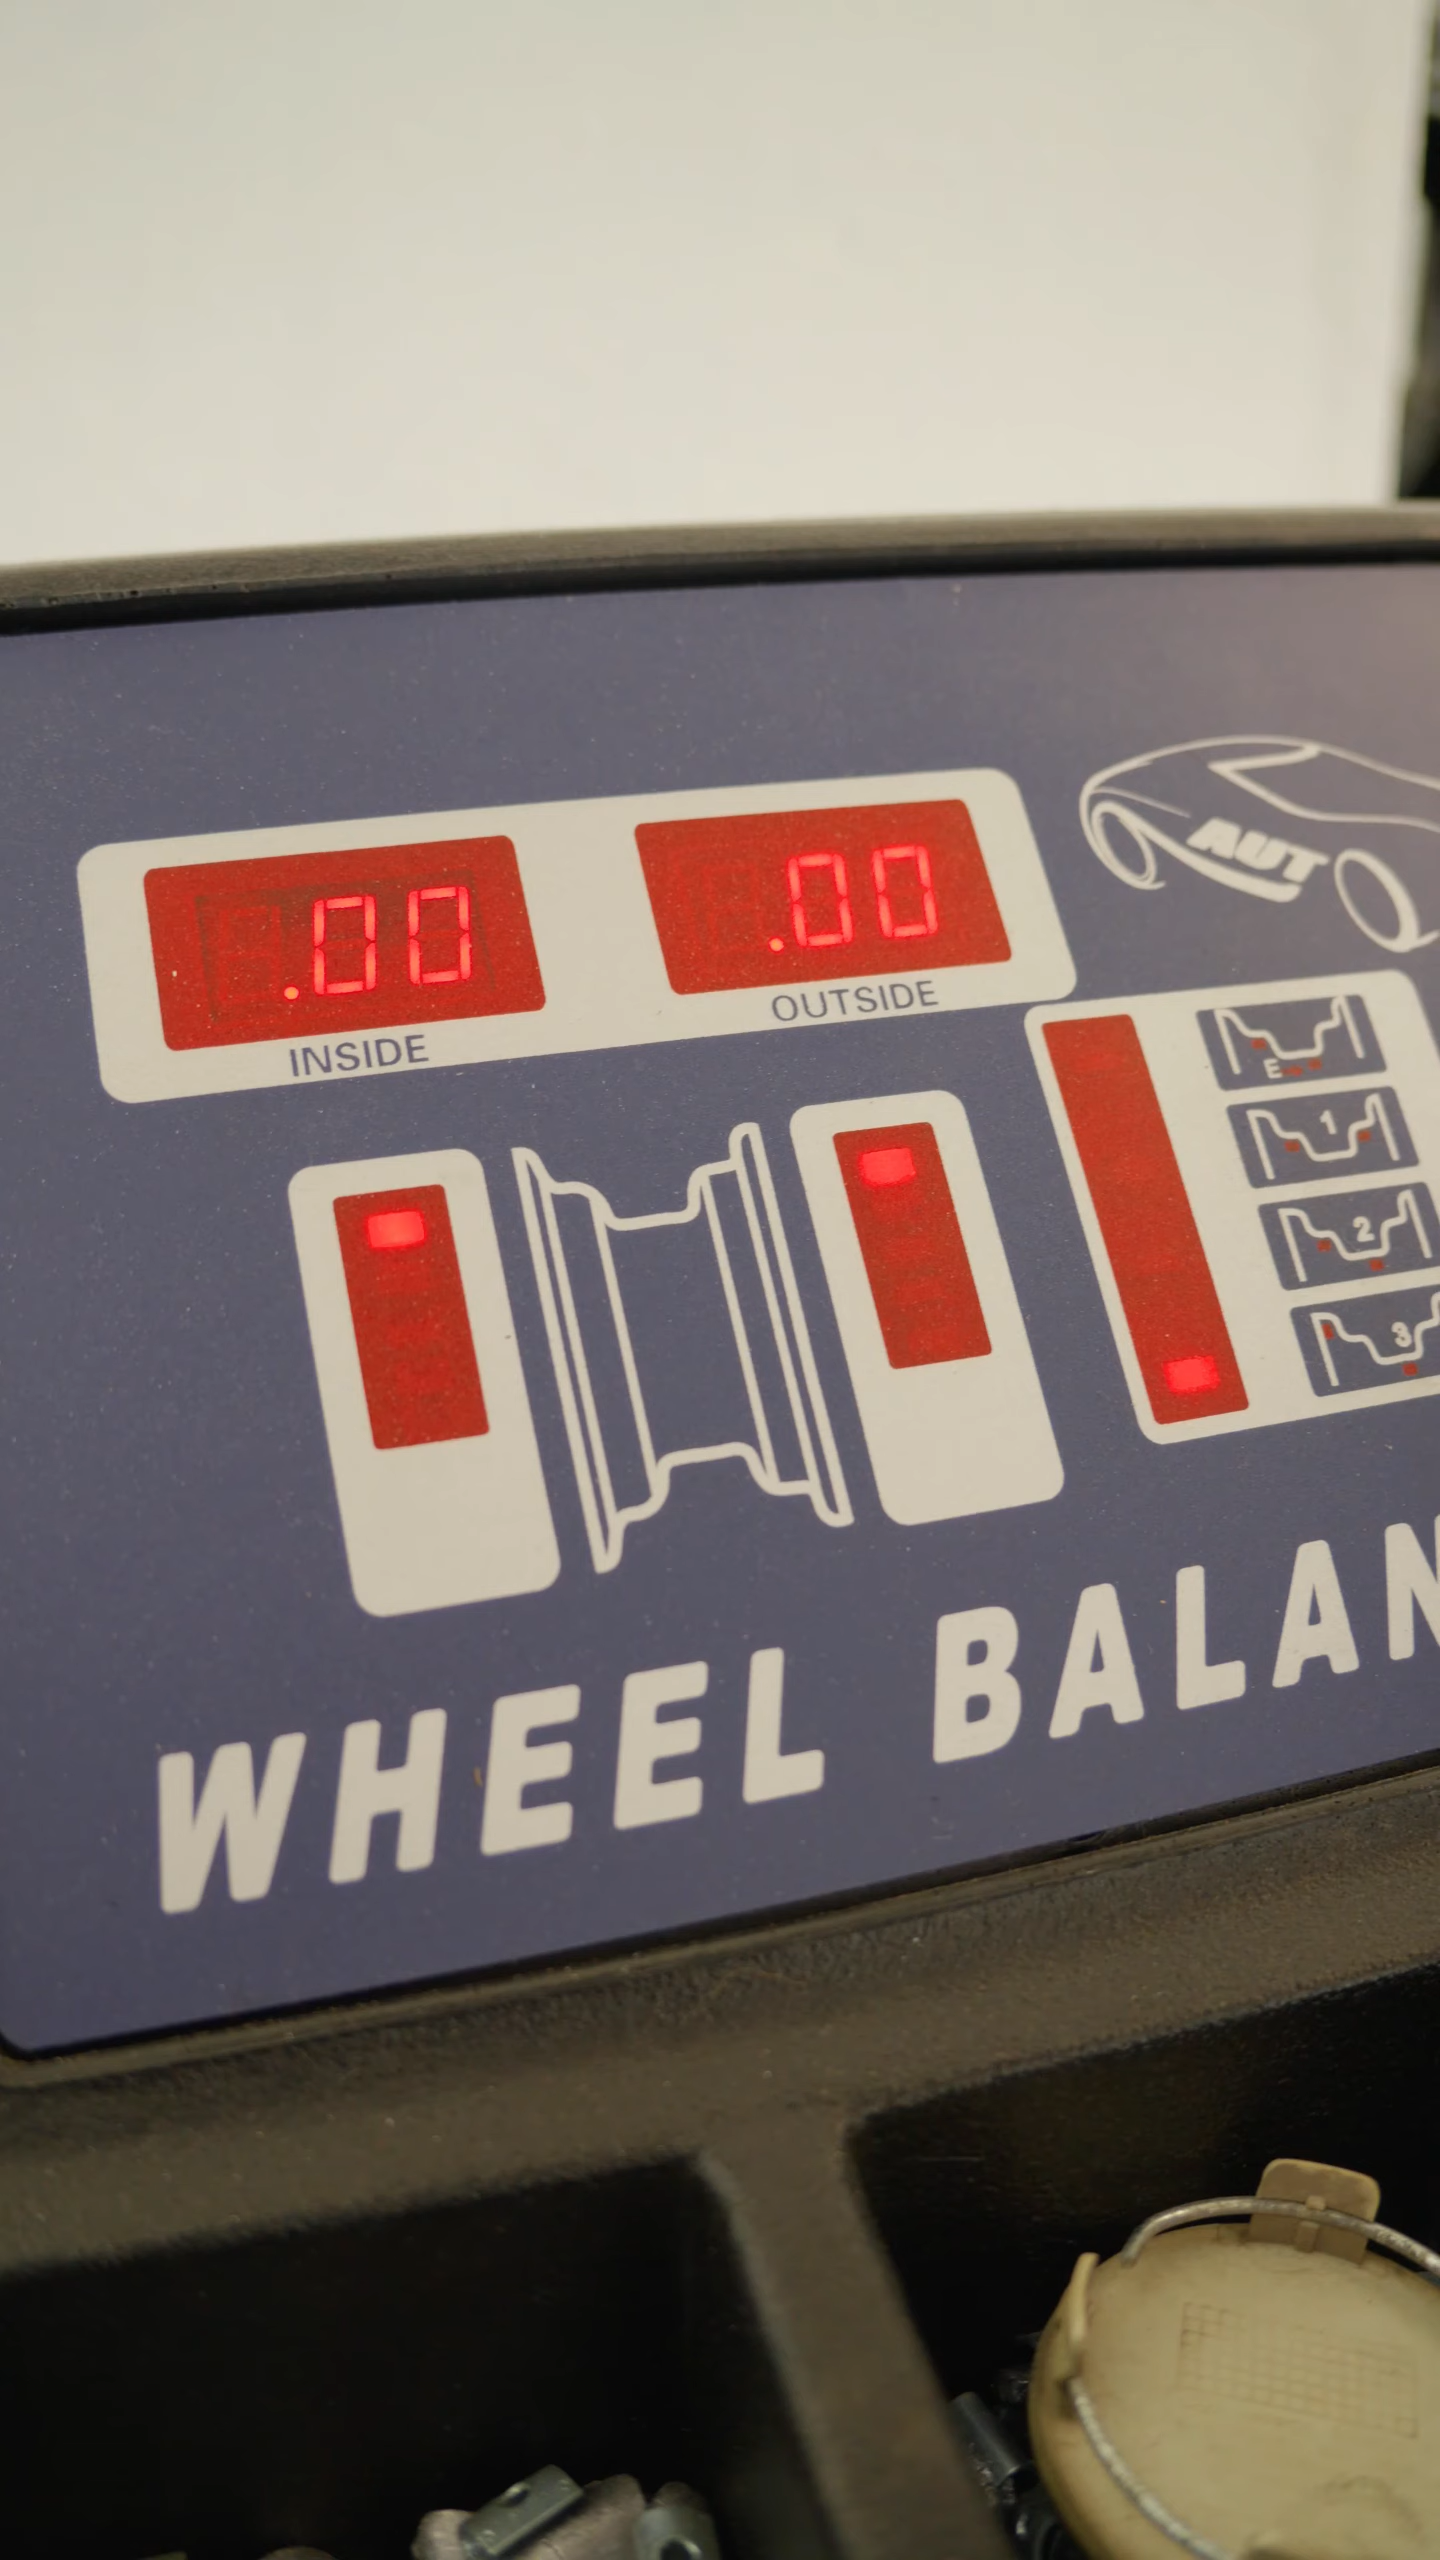 .00 .00
INSIDE OUTSIDE
AUT
E
1
2
3
WHEEL BALAN